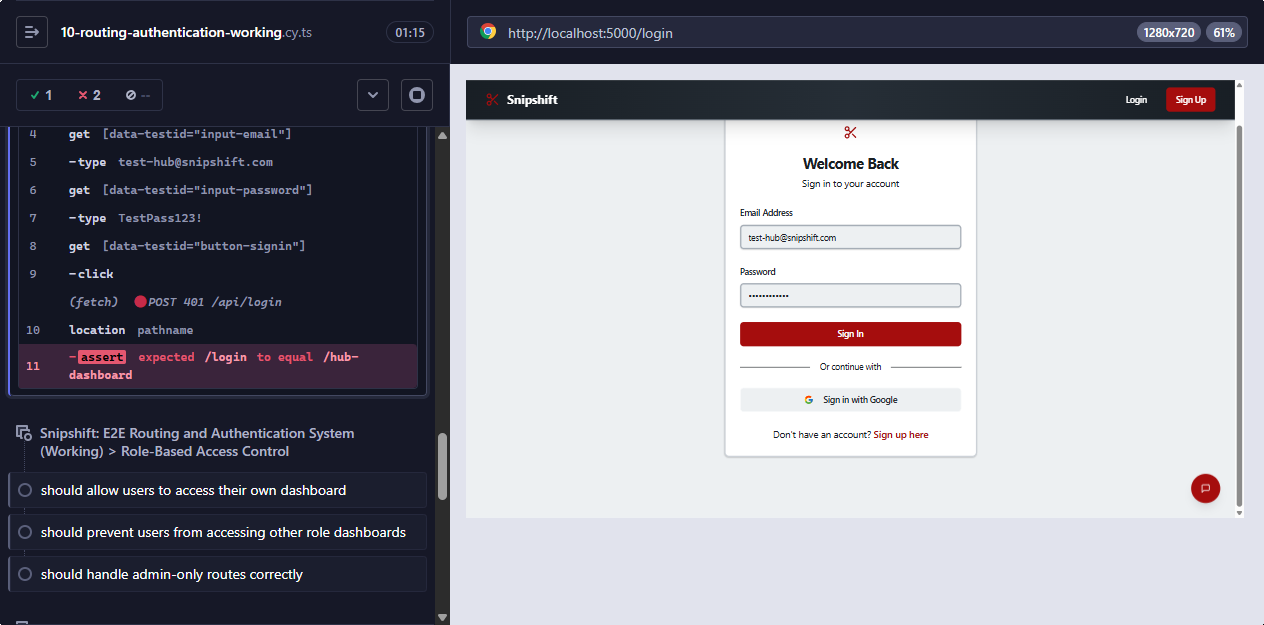 10-routing-authentication-working.cy.ts 01:15
1 2 --
4 get [data-testid="input-email"]
5 -type test-hub@snipshift.com
6 get [data-testid="input-password"]
7 -type TestPass123!
8 get [data-testid="button-signin"]
9 -click
(fetch) POST 401 /api/login
10 location pathname
11 -assert expected /login to equal /hub-
dashboard
Snipshift: E2E Routing and Authentication System
(Working) > Role-Based Access Control
should allow users to access their own dashboard
should prevent users from accessing other role dashboards
should handle admin-only routes correctly
http://localhost:5000/login 1280x720 61%
Snipshift Login Sign Up
Welcome Back
Sign in to your account
Email Address
test-hub@snipshift.com
Password
••••••••••••
Sign In
Or continue with
G Sign in with Google
Don't have an account? Sign up here